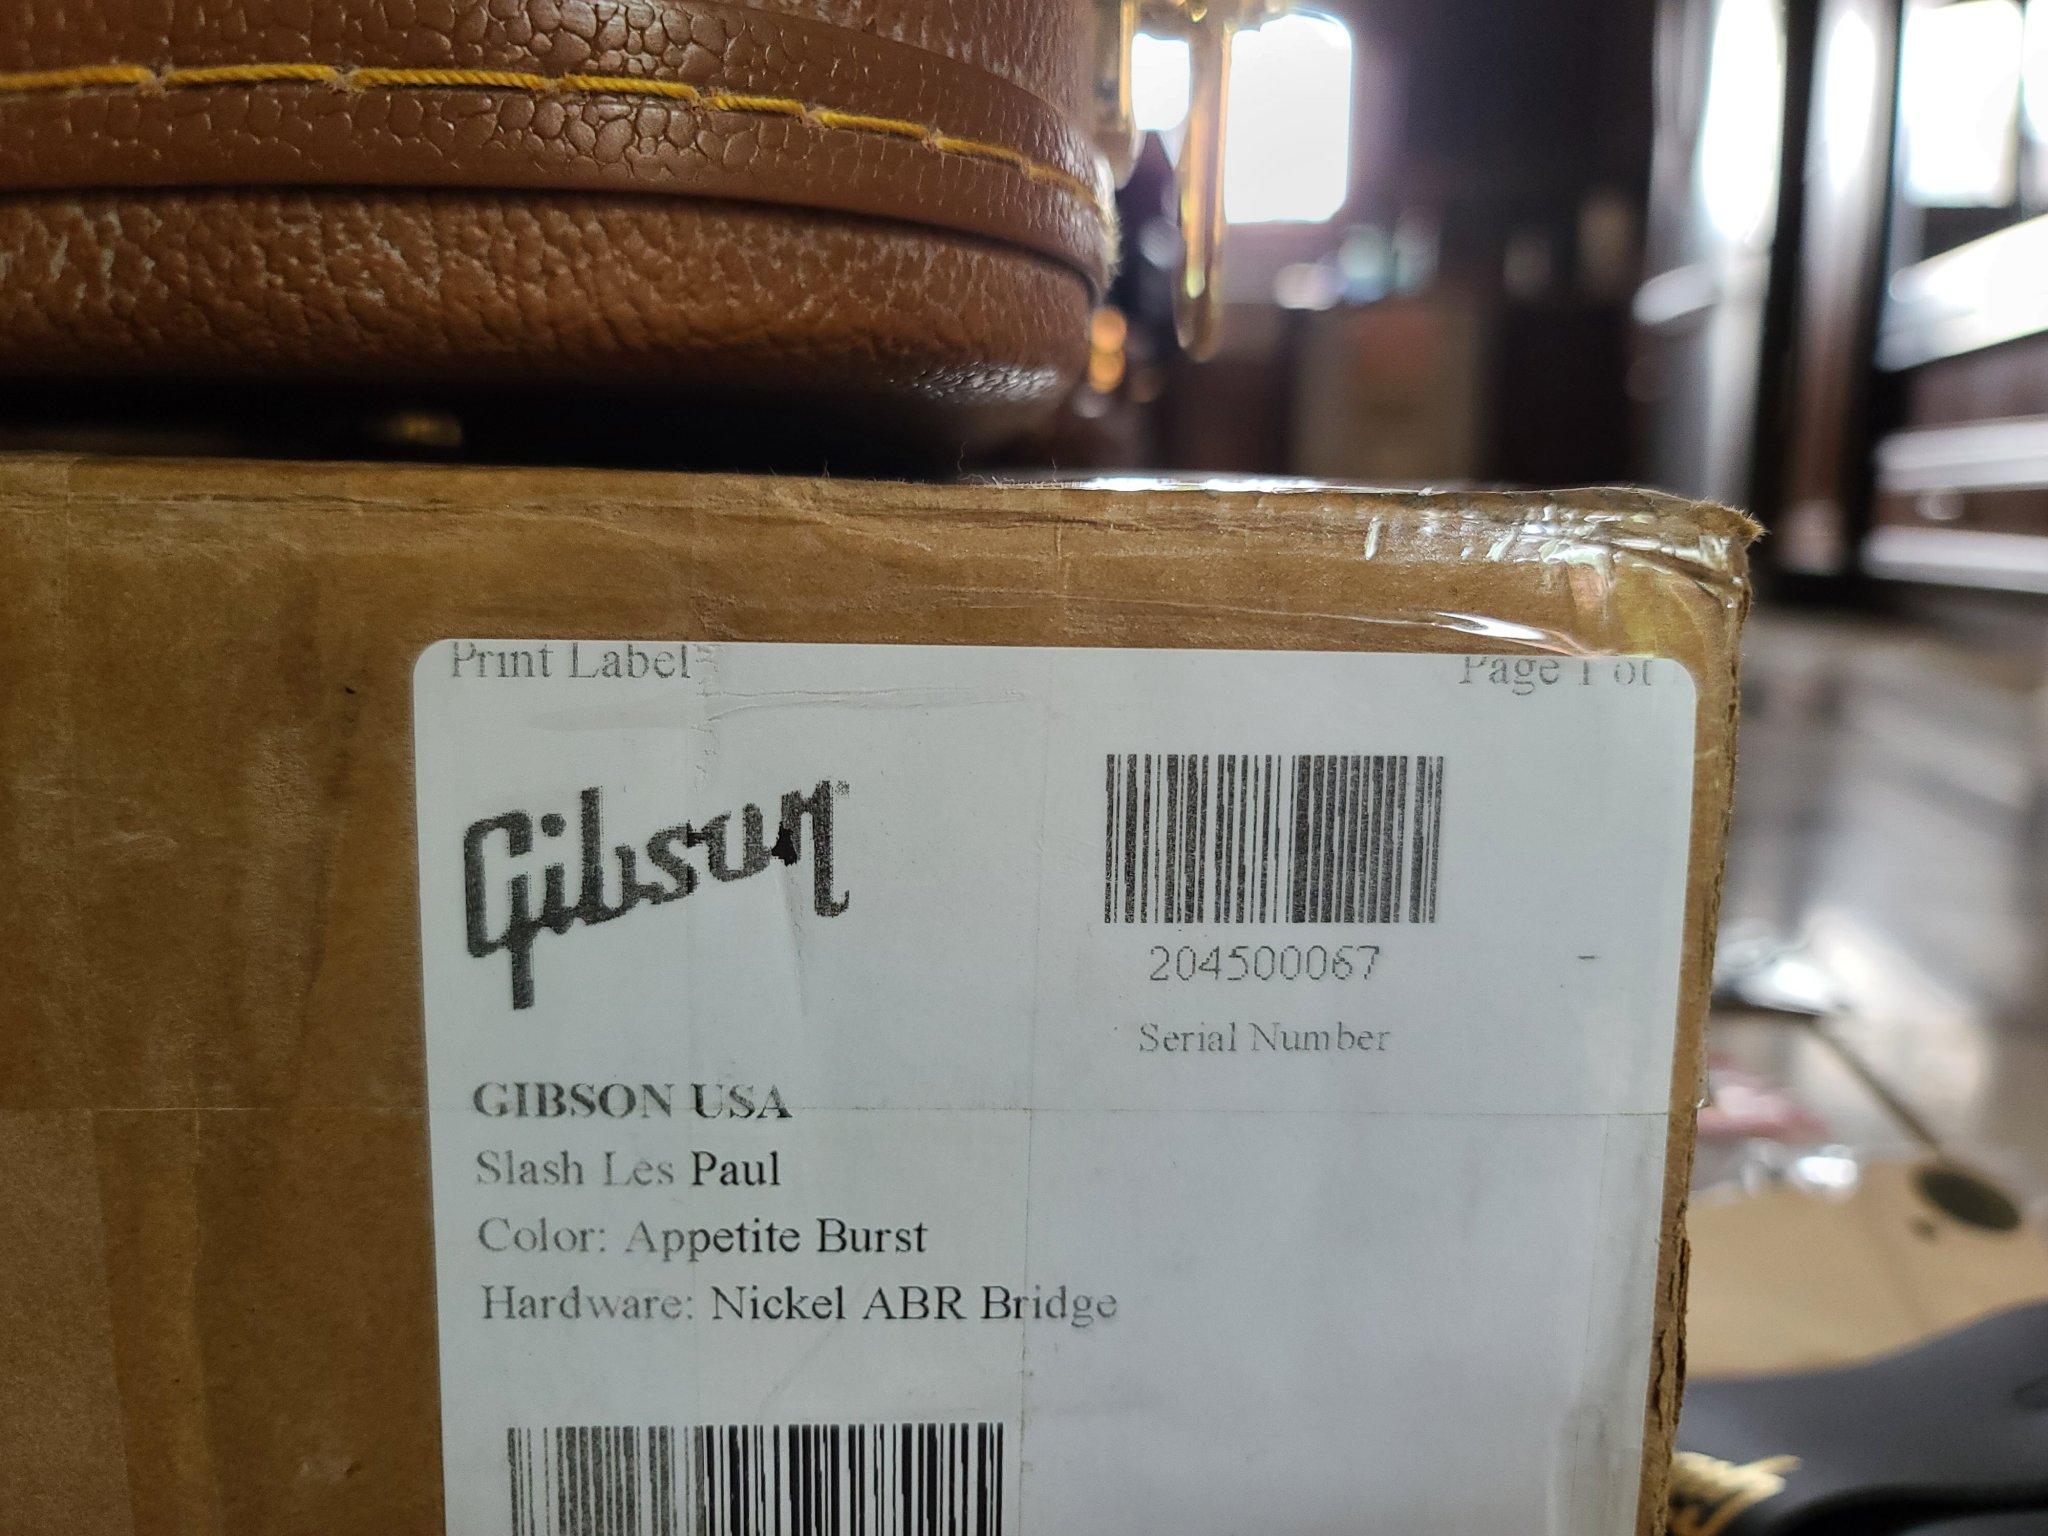 Print Label
Page 1 of
Gibson
204500067
-
Serial Number
GIBSON USA
Slash Les Paul
Color: Appetite Burst
Hardware: Nickel ABR Bridge